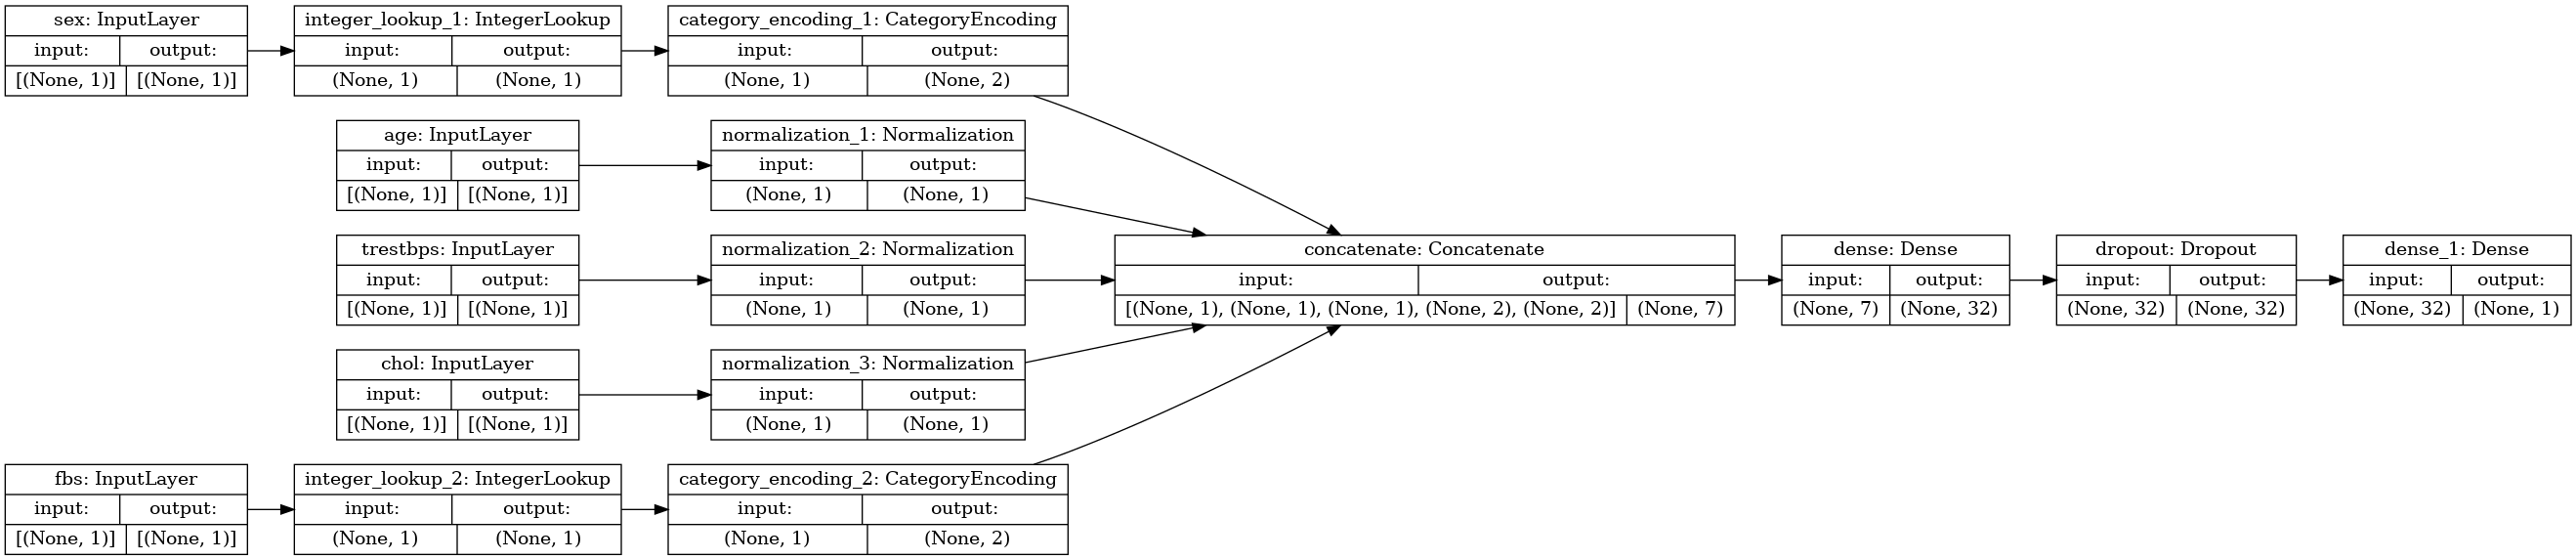 sex: InputLayer
input: output:
[(None, 1)] [(None, 1)]
integer_lookup_1: IntegerLookup
input: output:
(None, 1) (None, 1)
category_encoding_1: CategoryEncoding
input: output:
(None, 1) (None, 2)
age: InputLayer
input: output:
[(None, 1)] [(None, 1)]
normalization_1: Normalization
input: output:
(None, 1) (None, 1)
trestbps: InputLayer
input: output:
[(None, 1)] [(None, 1)]
normalization_2: Normalization
input: output:
(None, 1) (None, 1)
chol: InputLayer
input: output:
[(None, 1)] [(None, 1)]
normalization_3: Normalization
input: output:
(None, 1) (None, 1)
fbs: InputLayer
input: output:
[(None, 1)] [(None, 1)]
integer_lookup_2: IntegerLookup
input: output:
(None, 1) (None, 1)
category_encoding_2: CategoryEncoding
input: output:
(None, 1) (None, 2)
concatenate: Concatenate
input: output:
[(None, 1), (None, 1), (None, 1), (None, 2), (None, 2)] (None, 7)
dense: Dense
input: output:
(None, 7) (None, 32)
dropout: Dropout
input: output:
(None, 32) (None, 32)
dense_1: Dense
input: output:
(None, 32) (None, 1)